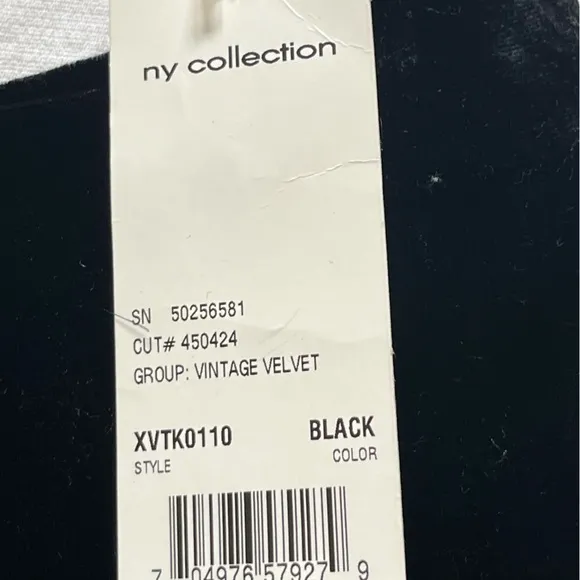 ny collection
SN 50256581
CUT# 450424
GROUP: VINTAGE VELVET
XVTK0110 BLACK
STYLE COLOR
7 04976 57927 9